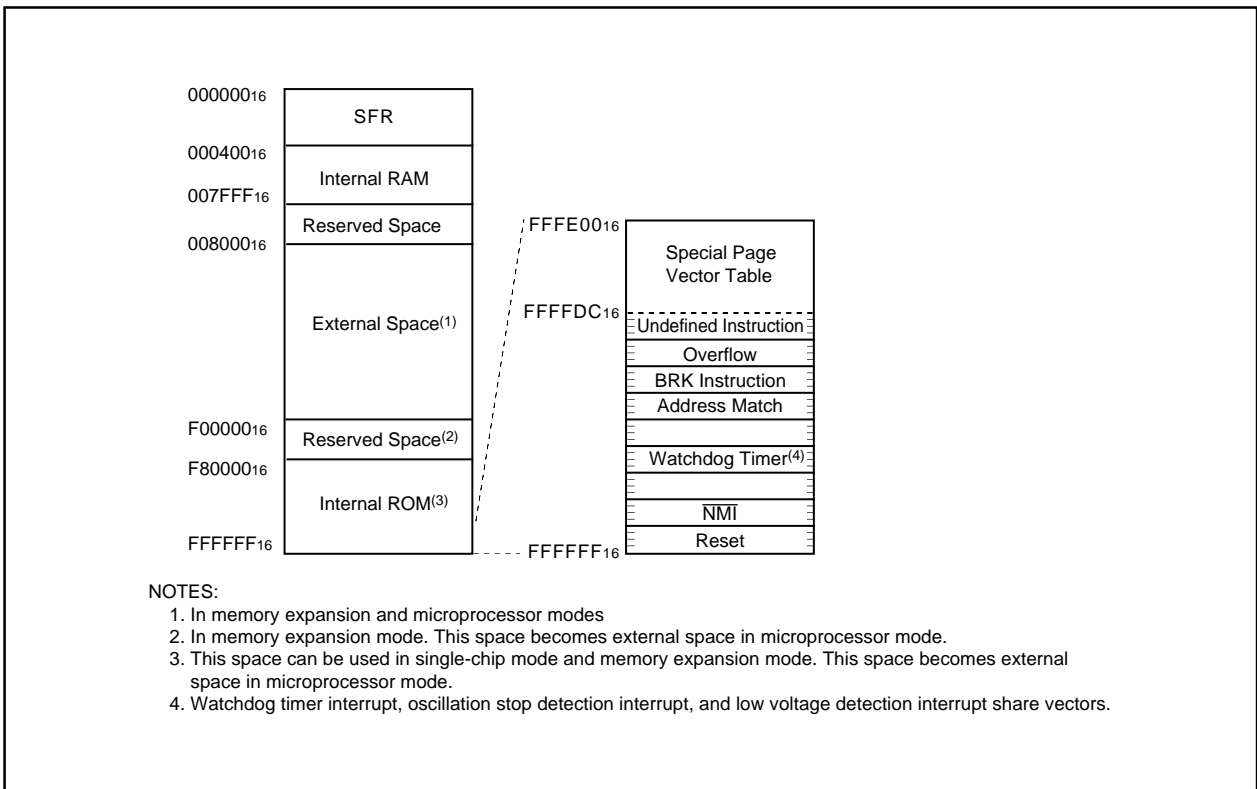 000000₁₆
SFR
000400₁₆
Internal RAM
007FFF₁₆
Reserved Space
008000₁₆
External Space(1)
F00000₁₆
Reserved Space(2)
F80000₁₆
Internal ROM(3)
FFFFFF₁₆
FFFE00₁₆
Special Page
Vector Table
FFFFDC₁₆
Undefined Instruction
Overflow
BRK Instruction
Address Match
Watchdog Timer(4)
N̅M̅I̅
Reset
FFFFFF₁₆
NOTES:
1. In memory expansion and microprocessor modes
2. In memory expansion mode. This space becomes external space in microprocessor mode.
3. This space can be used in single-chip mode and memory expansion mode. This space becomes external
space in microprocessor mode.
4. Watchdog timer interrupt, oscillation stop detection interrupt, and low voltage detection interrupt share vectors.